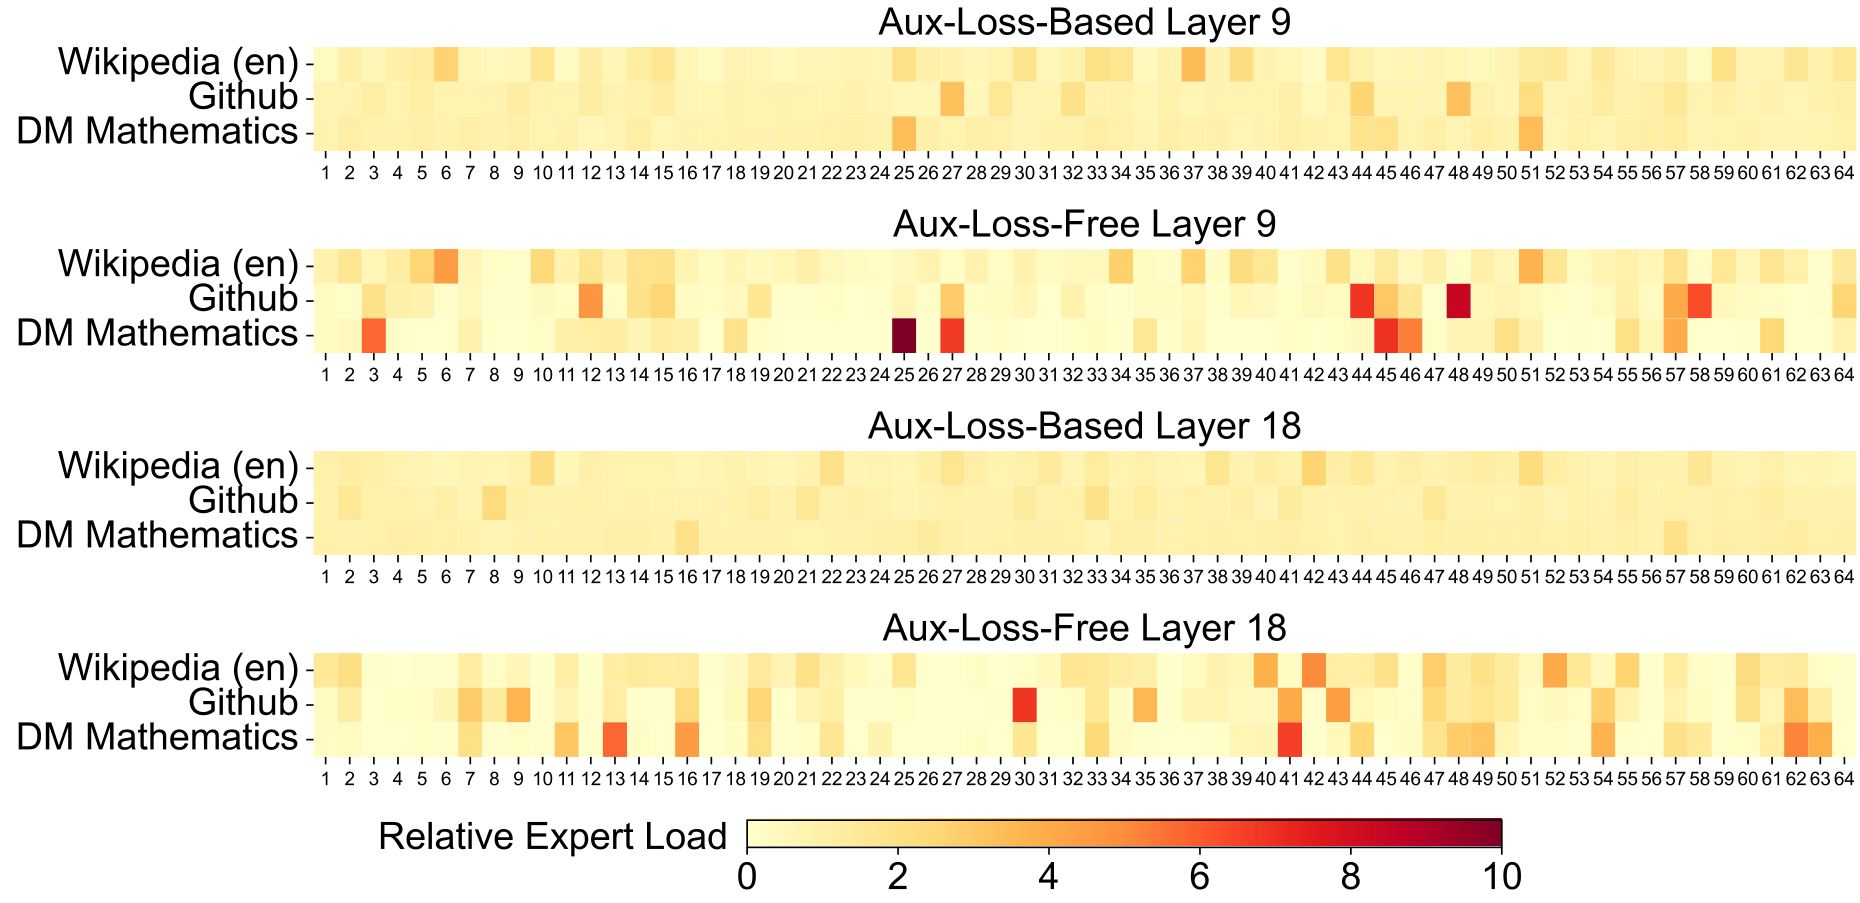 Aux-Loss-Based Layer 9
Wikipedia (en)
Github
DM Mathematics
1 2 3 4 5 6 7 8 9 10 11 12 13 14 15 16 17 18 19 20 21 22 23 24 25 26 27 28 29 30 31 32 33 34 35 36 37 38 39 40 41 42 43 44 45 46 47 48 49 50 51 52 53 54 55 56 57 58 59 60 61 62 63 64
Aux-Loss-Free Layer 9
Wikipedia (en)
Github
DM Mathematics
1 2 3 4 5 6 7 8 9 10 11 12 13 14 15 16 17 18 19 20 21 22 23 24 25 26 27 28 29 30 31 32 33 34 35 36 37 38 39 40 41 42 43 44 45 46 47 48 49 50 51 52 53 54 55 56 57 58 59 60 61 62 63 64
Aux-Loss-Based Layer 18
Wikipedia (en)
Github
DM Mathematics
1 2 3 4 5 6 7 8 9 10 11 12 13 14 15 16 17 18 19 20 21 22 23 24 25 26 27 28 29 30 31 32 33 34 35 36 37 38 39 40 41 42 43 44 45 46 47 48 49 50 51 52 53 54 55 56 57 58 59 60 61 62 63 64
Aux-Loss-Free Layer 18
Wikipedia (en)
Github
DM Mathematics
1 2 3 4 5 6 7 8 9 10 11 12 13 14 15 16 17 18 19 20 21 22 23 24 25 26 27 28 29 30 31 32 33 34 35 36 37 38 39 40 41 42 43 44 45 46 47 48 49 50 51 52 53 54 55 56 57 58 59 60 61 62 63 64
Relative Expert Load
0 2 4 6 8 10